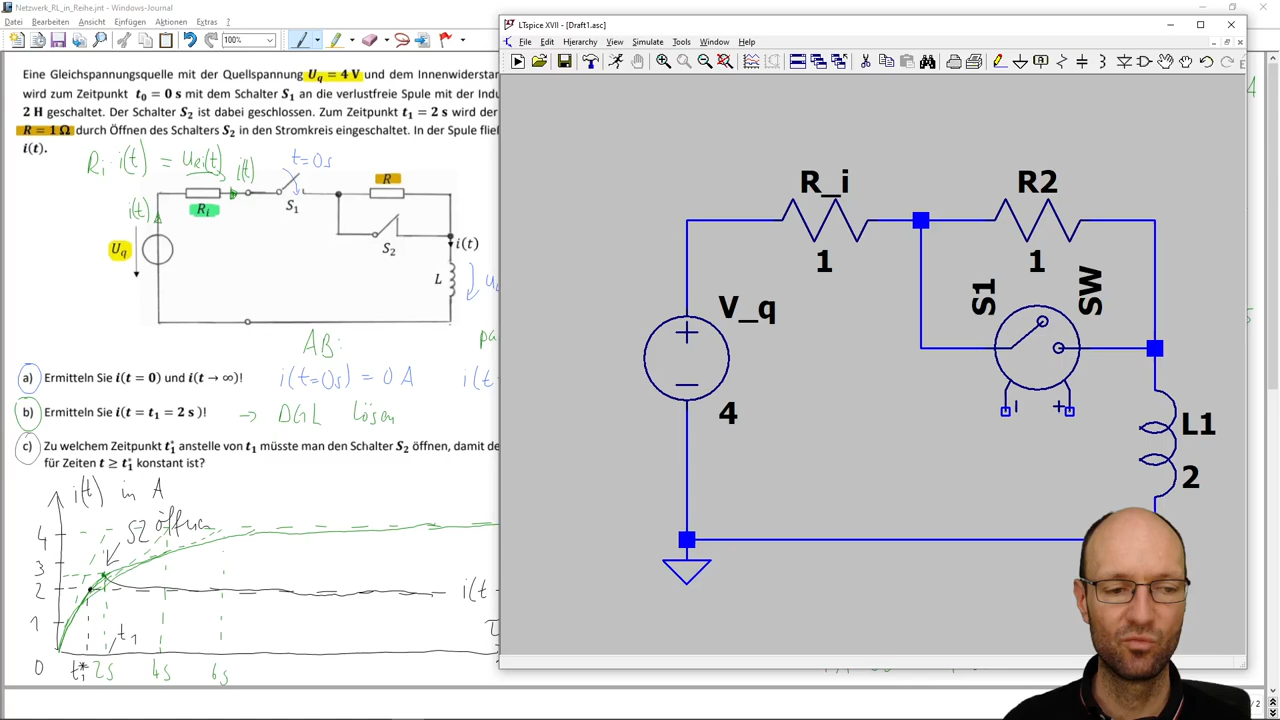 Netzwerk_RL_in_Reihe.jnt - Windows-Journal
Datei Bearbeiten Einfügen Aktionen Extras ?
100%
Eine Gleichspannungsquelle mit der Quellspannung U_q = 4 V und dem Innenwiderstan
wird zum Zeitpunkt t_0 = 0 s mit dem Schalter S_1 an die verlustfreie Spule mit der Indu
2 H geschaltet. Der Schalter S_2 ist dabei geschlossen. Zum Zeitpunkt t_1 = 2 s wird der
R = 1 Ω durch Öffnen des Schalters S_2 in den Stromkreis eingeschaltet. In der Spule fließ
i(t).
R_i · i(t) = u_Ri(t) i(t) t=0s
R
i(t) R_i S_1
U_q S_2 i(t)
L u
AB: pa
a) Ermitteln Sie i(t = 0) und i(t → ∞)! i(t=0s) = 0 A i(t
b) Ermitteln Sie i(t = t_1 = 2 s)! → DGL lösen
c) Zu welchem Zeitpunkt t_1^* anstelle von t_1 müsste man den Schalter S_2 öffnen, damit de
für Zeiten t ≥ t_1^* konstant ist?
i(t) in A
S2 öffnen
4
3
2 i(t
1 t_1
0 t_1^* 2s 4s 6s
LTspice XVII - [Draft1.asc]
File Edit Hierarchy View Simulate Tools Window Help
R_i R2
1 1
S1 SW
V_q
4
L1
2
/ 2